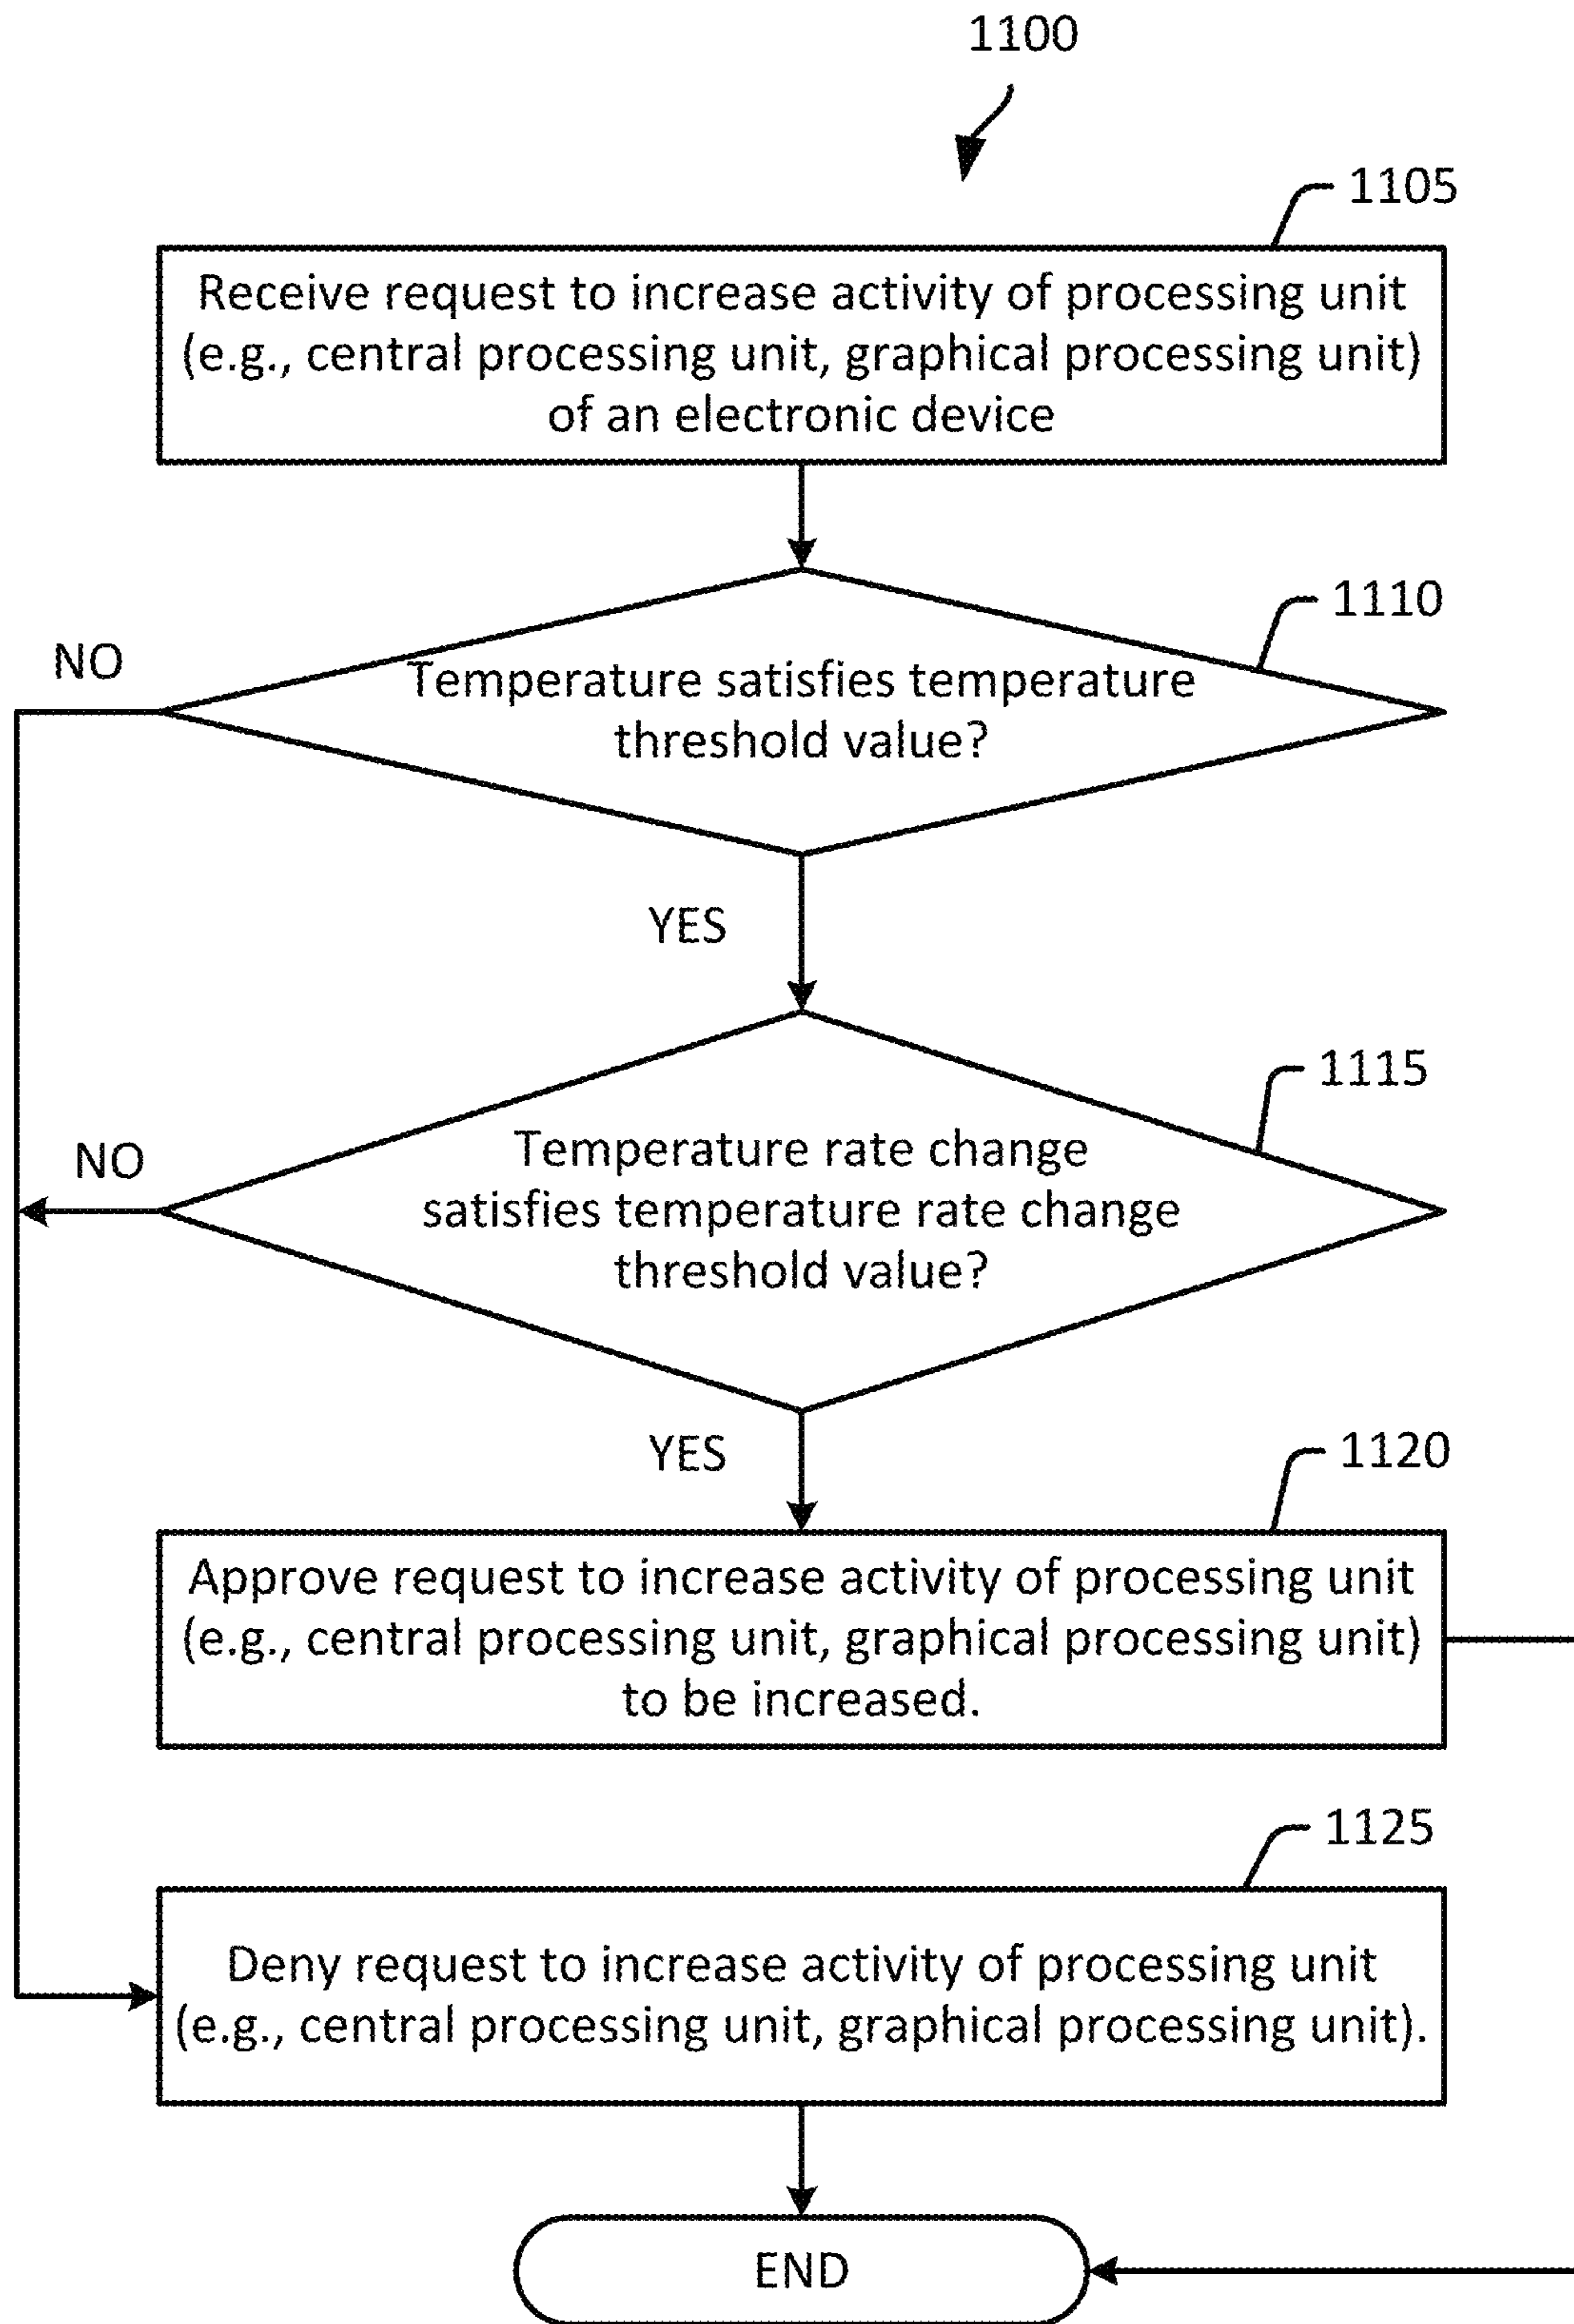 1100
1105
Receive request to increase activity of processing unit
(e.g., central processing unit, graphical processing unit)
of an electronic device
1110
NO
Temperature satisfies temperature
threshold value?
YES
1115
NO
Temperature rate change
satisfies temperature rate change
threshold value?
YES
1120
Approve request to increase activity of processing unit
(e.g., central processing unit, graphical processing unit)
to be increased.
1125
Deny request to increase activity of processing unit
(e.g., central processing unit, graphical processing unit).
END